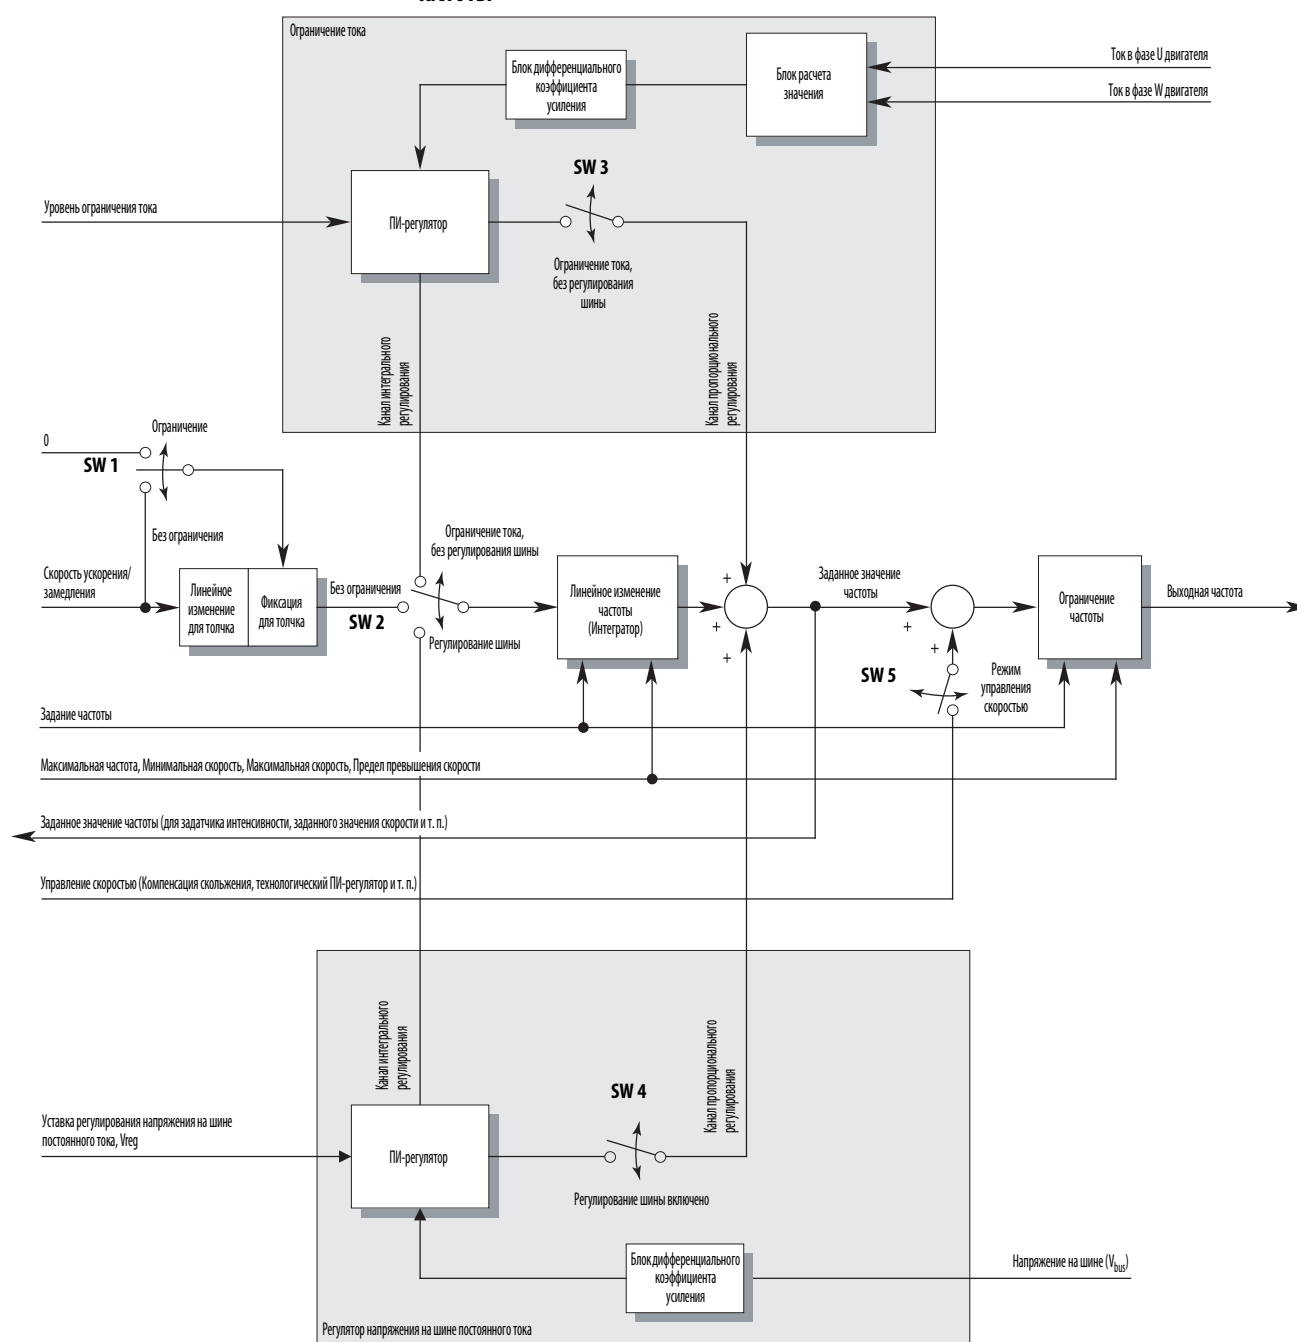 Ограничение тока
Блок дифференциального
коэффициента
усиления
Блок расчета
значения
Ток в фазе U двигателя
Ток в фазе W двигателя
SW 3
Уровень ограничения тока
ПИ-регулятор
Ограничение тока,
без регулирования
шины
Канал интегрального
регулирования
Канал пропорционального
регулирования
0
Ограничение
SW 1
Без ограничения
Скорость ускорения/
замедления
Линейное
изменение
для толчка
Фиксация
для толчка
Без ограничения
SW 2
Ограничение тока,
без регулирования шины
Регулирование шины
Линейное изменение
частоты
(Интегратор)
+
+
+
Заданное значение
частоты
+
+
SW 5
Режим
управления
скоростью
Ограничение
частоты
Выходная частота
Задание частоты
Максимальная частота, Минимальная скорость, Максимальная скорость, Предел превышения скорости
Заданное значение частоты (для задатчика интенсивности, заданного значения скорости и т. п.)
Управление скоростью (Компенсация скольжения, технологический ПИ-регулятор и т. п.)
Канал интегрального
регулирования
Канал пропорционального
регулирования
SW 4
Уставка регулирования напряжения на шине
постоянного тока, Vreg
ПИ-регулятор
Регулирование шины включено
Блок дифференциального
коэффициента
усиления
Напряжение на шине (Vbus)
Регулятор напряжения на шине постоянного тока